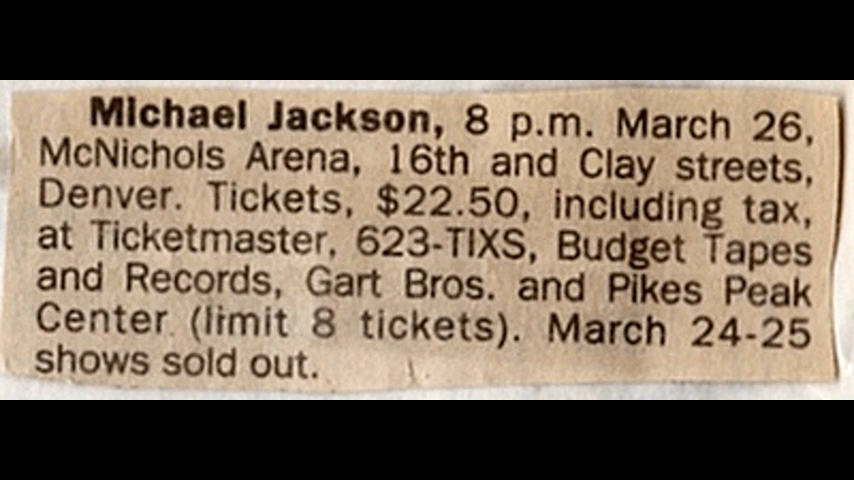 Michael Jackson, 8 p.m. March 26,
McNichols Arena, 16th and Clay streets,
Denver. Tickets, $22.50, including tax,
at Ticketmaster, 623-TIXS, Budget Tapes
and Records, Gart Bros. and Pikes Peak
Center (limit 8 tickets). March 24-25
shows sold out.